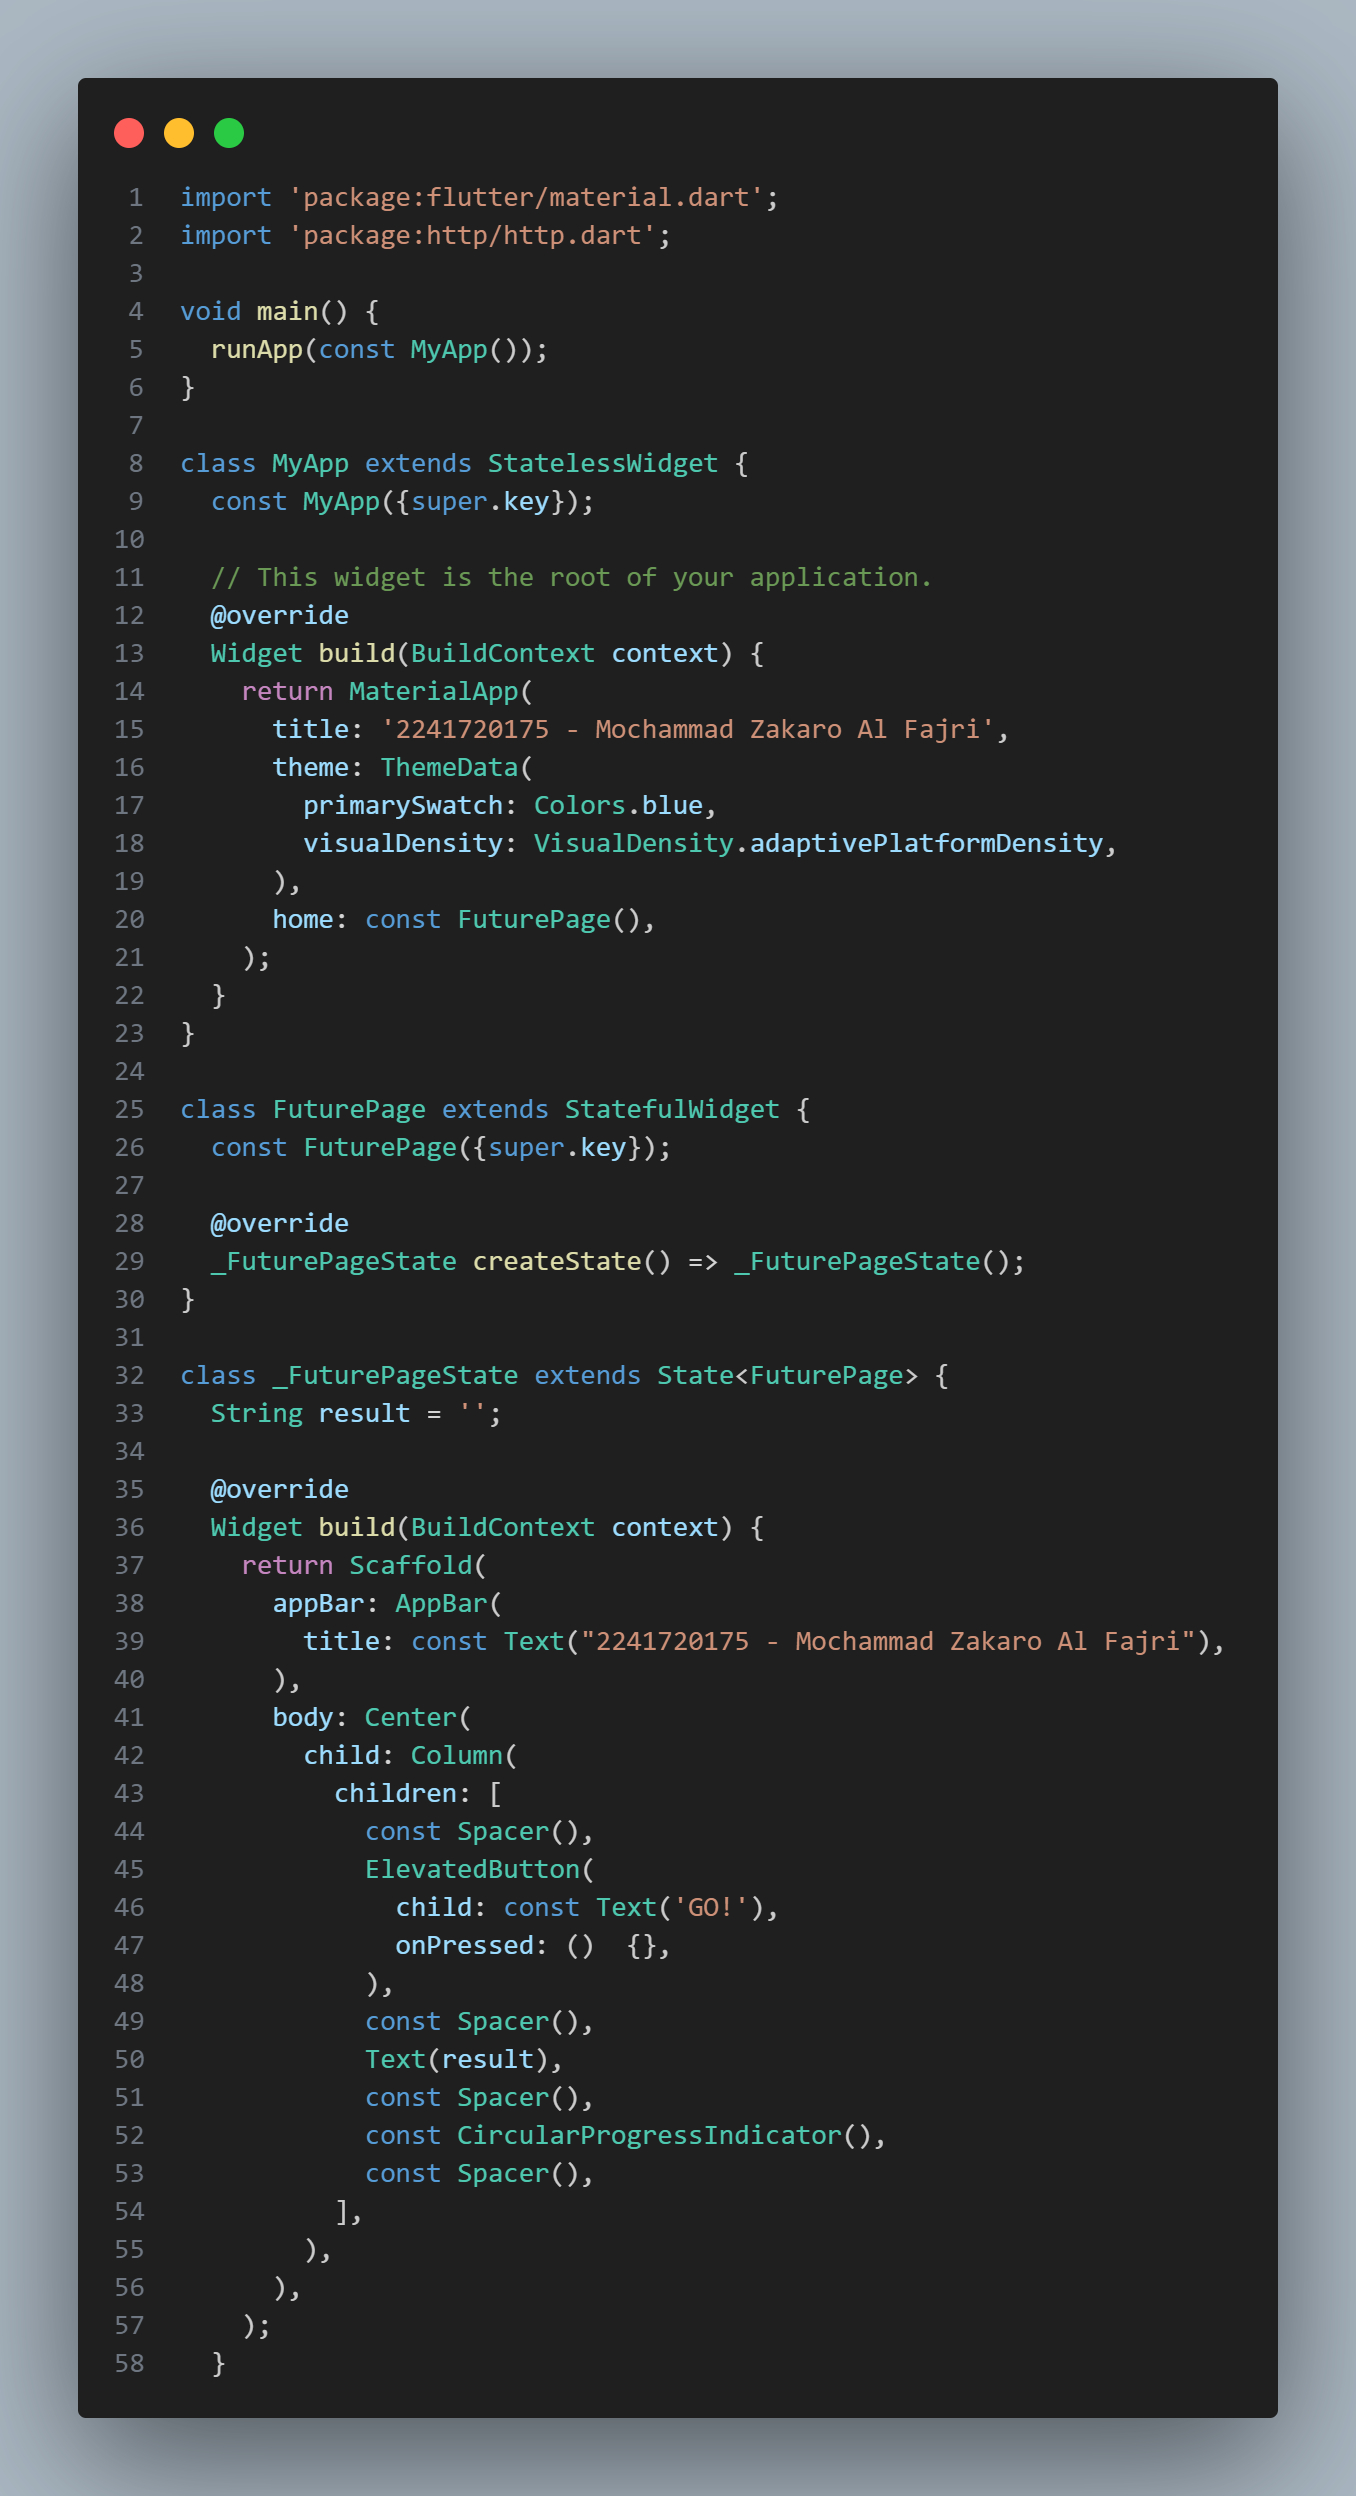 1 import 'package:flutter/material.dart';
2 import 'package:http/http.dart';
3
4 void main() {
5   runApp(const MyApp());
6 }
7
8 class MyApp extends StatelessWidget {
9   const MyApp({super.key});
10
11   // This widget is the root of your application.
12   @override
13   Widget build(BuildContext context) {
14     return MaterialApp(
15       title: '2241720175 - Mochammad Zakaro Al Fajri',
16       theme: ThemeData(
17         primarySwatch: Colors.blue,
18         visualDensity: VisualDensity.adaptivePlatformDensity,
19       ),
20       home: const FuturePage(),
21     );
22   }
23 }
24
25 class FuturePage extends StatefulWidget {
26   const FuturePage({super.key});
27
28   @override
29   _FuturePageState createState() => _FuturePageState();
30 }
31
32 class _FuturePageState extends State<FuturePage> {
33   String result = '';
34
35   @override
36   Widget build(BuildContext context) {
37     return Scaffold(
38       appBar: AppBar(
39         title: const Text("2241720175 - Mochammad Zakaro Al Fajri"),
40       ),
41       body: Center(
42         child: Column(
43           children: [
44             const Spacer(),
45             ElevatedButton(
46               child: const Text('GO!'),
47               onPressed: ()  {},
48             ),
49             const Spacer(),
50             Text(result),
51             const Spacer(),
52             const CircularProgressIndicator(),
53             const Spacer(),
54           ],
55         ),
56       ),
57     );
58   }